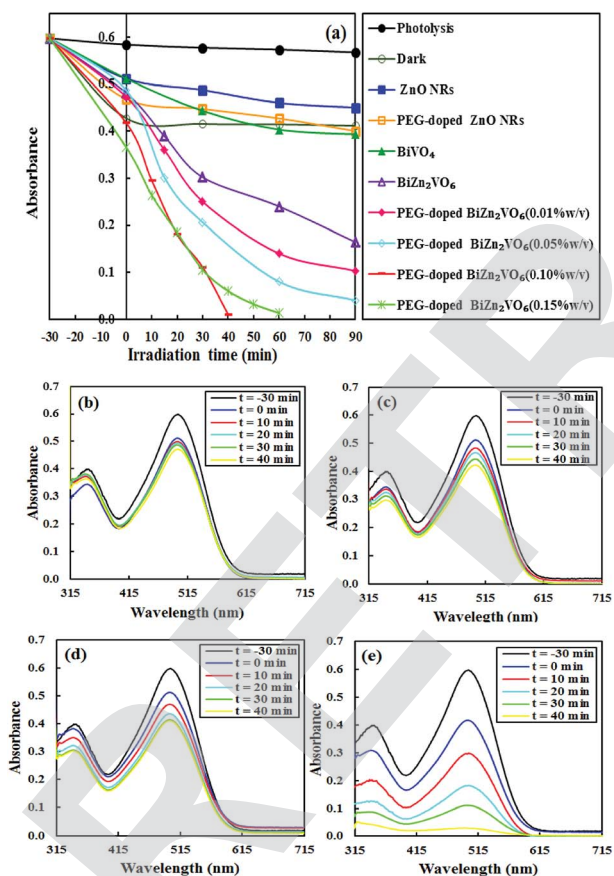 (a)
Absorbance
0.6
0.5
0.4
0.3
0.2
0.1
0.0
-30 -20 -10 0 10 20 30 40 50 60 70 80 90
Irradiation time (min)
Photolysis
Dark
ZnO NRs
PEG-doped ZnO NRs
BiVO₄
BiZn₂VO₆
PEG-doped BiZn₂VO₆(0.01%w/v)
PEG-doped BiZn₂VO₆(0.05%w/v)
PEG-doped BiZn₂VO₆(0.10%w/v)
PEG-doped BiZn₂VO₆(0.15%w/v)
(b)
Absorbance
0.7
0.6
0.5
0.4
0.3
0.2
0.1
0.0
315 415 515 615 715
Wavelength (nm)
t = -30 min
t = 0 min
t = 10 min
t = 20 min
t = 30 min
t = 40 min
(c)
Absorbance
0.7
0.6
0.5
0.4
0.3
0.2
0.1
0.0
315 415 515 615 715
Wavelength (nm)
t = -30 min
t = 0 min
t = 10 min
t = 20 min
t = 30 min
t = 40 min
(d)
Absorbance
0.7
0.6
0.5
0.4
0.3
0.2
0.1
0.0
315 415 515 615 715
Wavelength (nm)
t = -30 min
t = 0 min
t = 10 min
t = 20 min
t = 30 min
t = 40 min
(e)
Absorbance
0.7
0.6
0.5
0.4
0.3
0.2
0.1
0.0
315 415 515 615 715
Wavelength (nm)
t = -30 min
t = 0 min
t = 10 min
t = 20 min
t = 30 min
t = 40 min
RETR